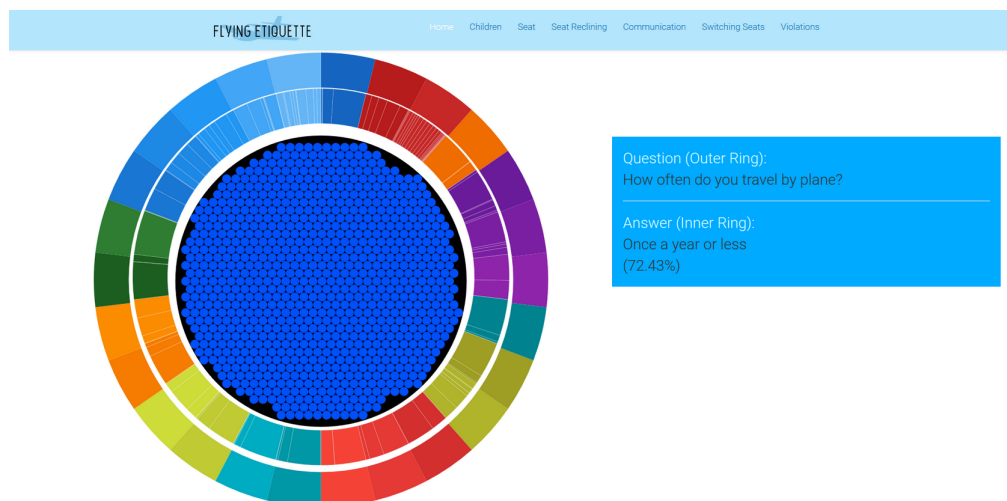 FLYING ETIQUETTE
Home Children Seat Seat Reclining Communication Switching Seats Violations
Question (Outer Ring):
How often do you travel by plane?
Answer (Inner Ring):
Once a year or less
(72.43%)